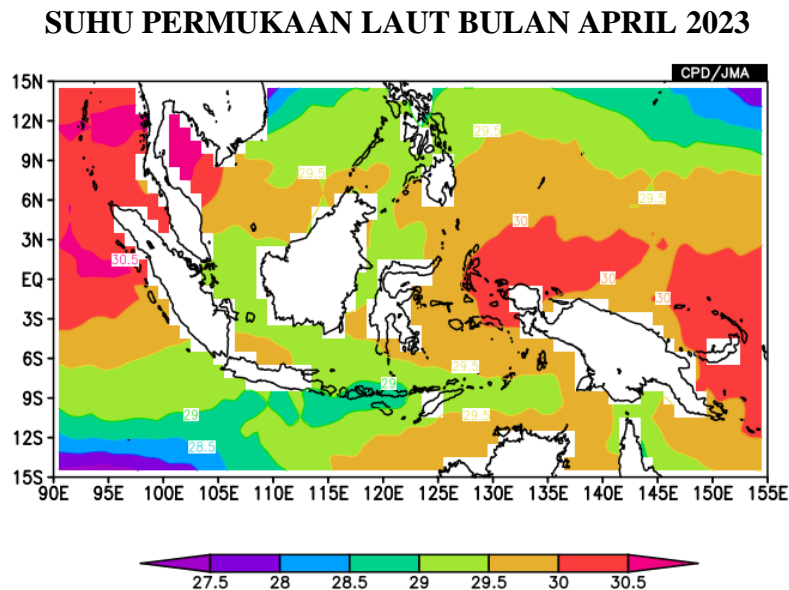 SUHU PERMUKAAN LAUT BULAN APRIL 2023
CPD/JMA
15N
12N
9N
6N
3N
EQ
3S
6S
9S
12S
15S
29.5
29.5
29.5
30
30.5
30
30
29.5
29
29
29.5
28.5
90E 95E 100E 105E 110E 115E 120E 125E 130E 135E 140E 145E 150E 155E
27.5 28 28.5 29 29.5 30 30.5